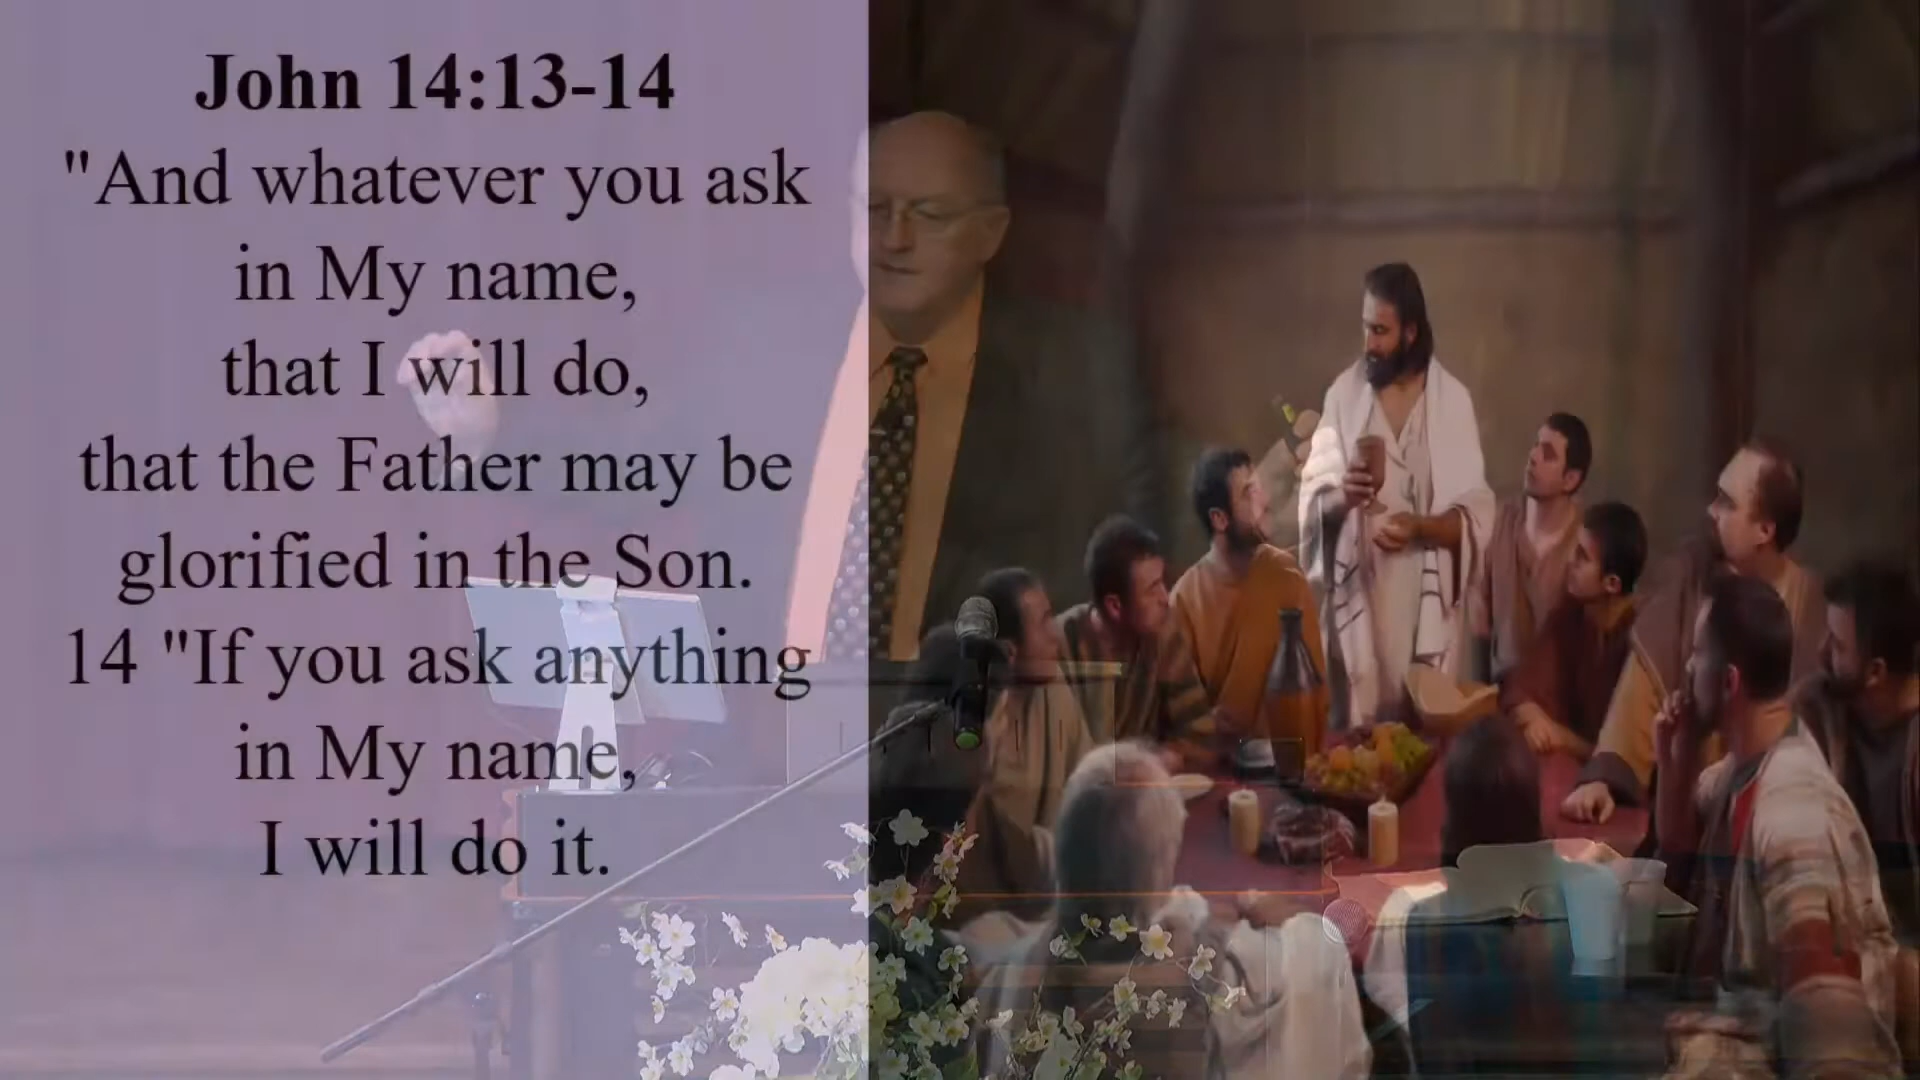 John 14:13-14
"And whatever you ask
in My name,
that I will do,
that the Father may be
glorified in the Son.
14 "If you ask anything
in My name,
I will do it.